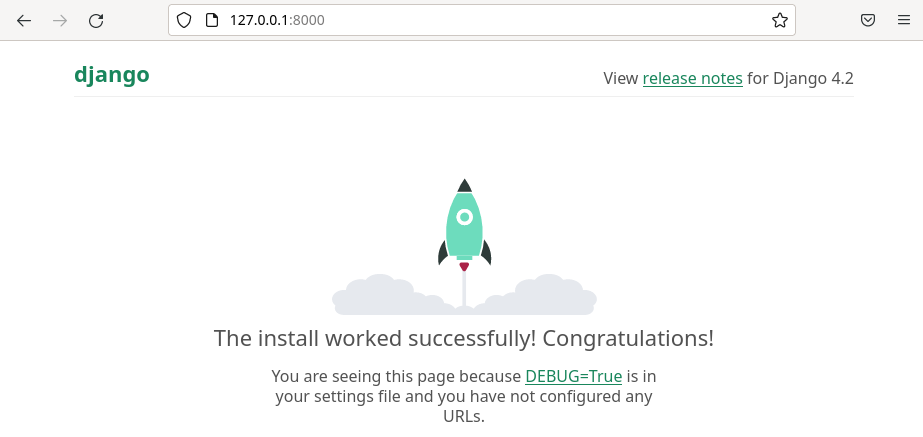 127.0.0.1:8000
django
View release notes for Django 4.2
The install worked successfully! Congratulations!
You are seeing this page because DEBUG=True is in
your settings file and you have not configured any
URLs.